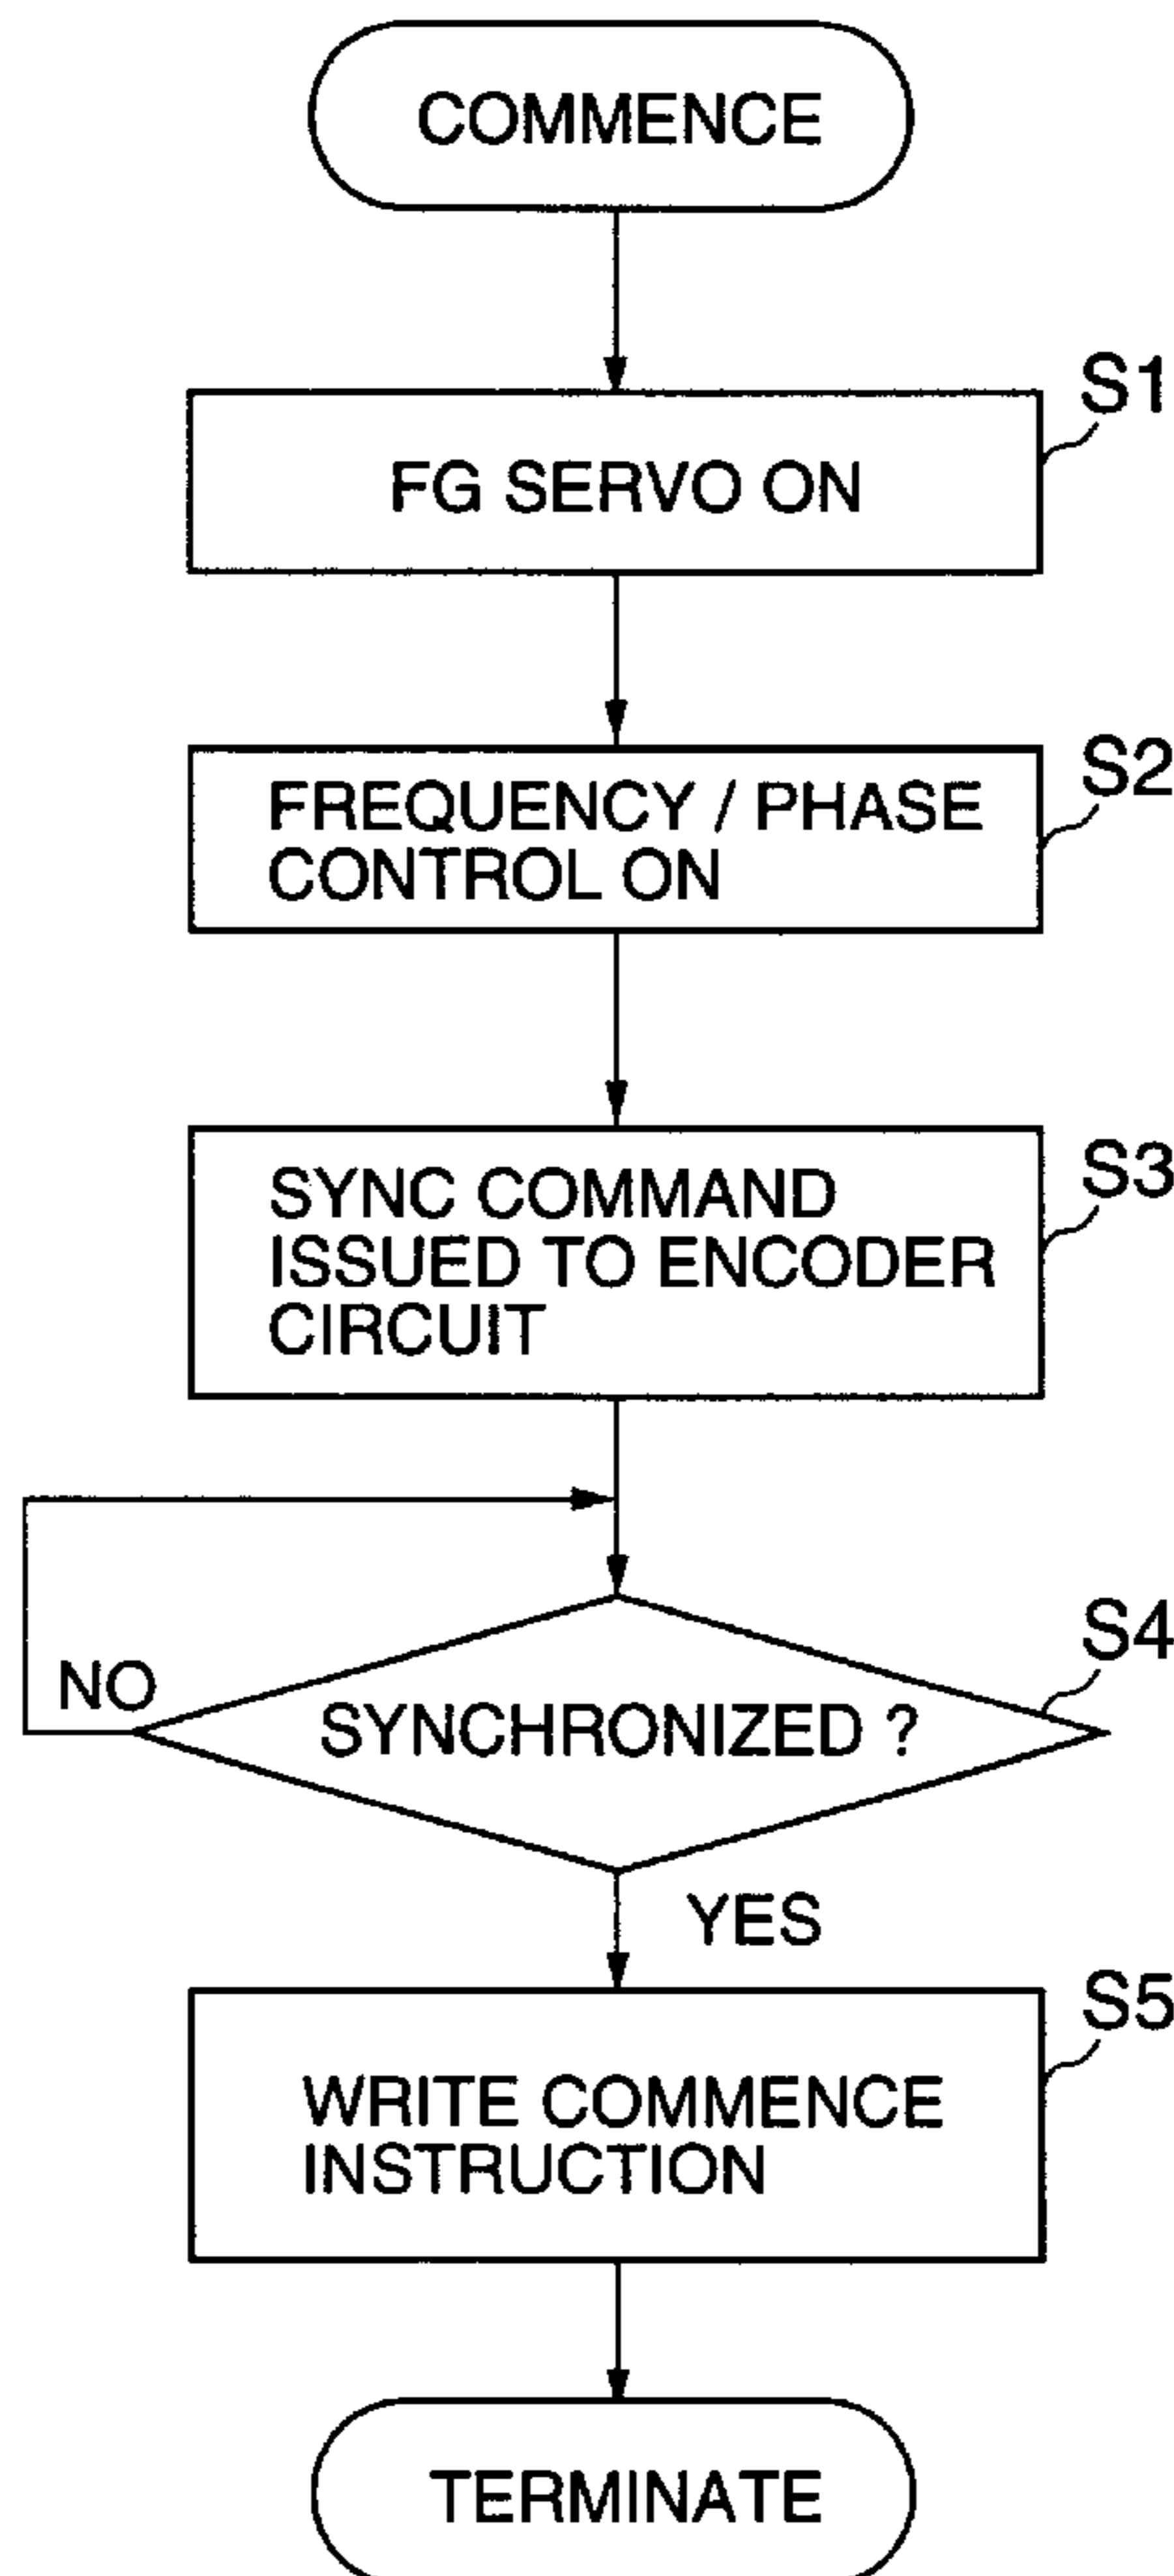 COMMENCE
S1
FG SERVO ON
S2
FREQUENCY / PHASE
CONTROL ON
S3
SYNC COMMAND
ISSUED TO ENCODER
CIRCUIT
S4
NO
SYNCHRONIZED ?
YES
S5
WRITE COMMENCE
INSTRUCTION
TERMINATE